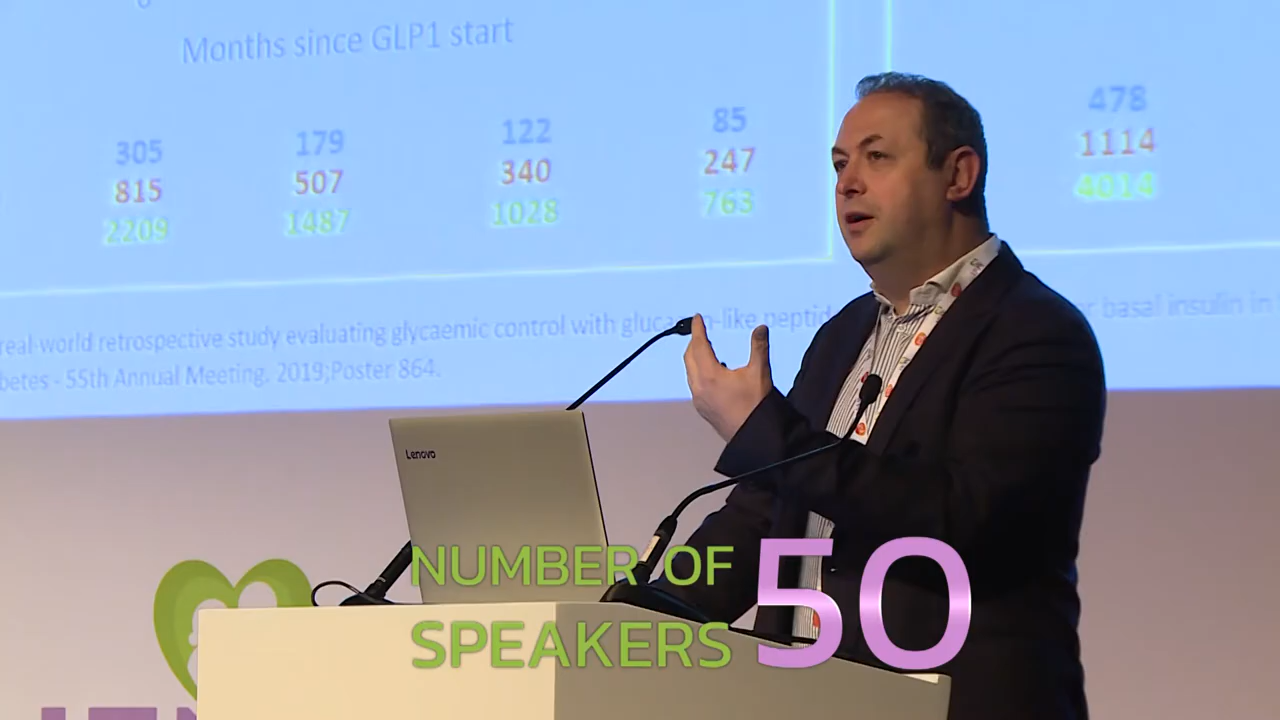 Months since GLP1 start
305 179 122 85 478
815 507 340 247 1114
2209 1487 1028 763 4014
real-world retrospective study evaluating glycaemic control with basal insulin in
55th Annual Meeting. 2019;Poster 864.
Lenovo
NUMBER OF
SPEAKERS 50